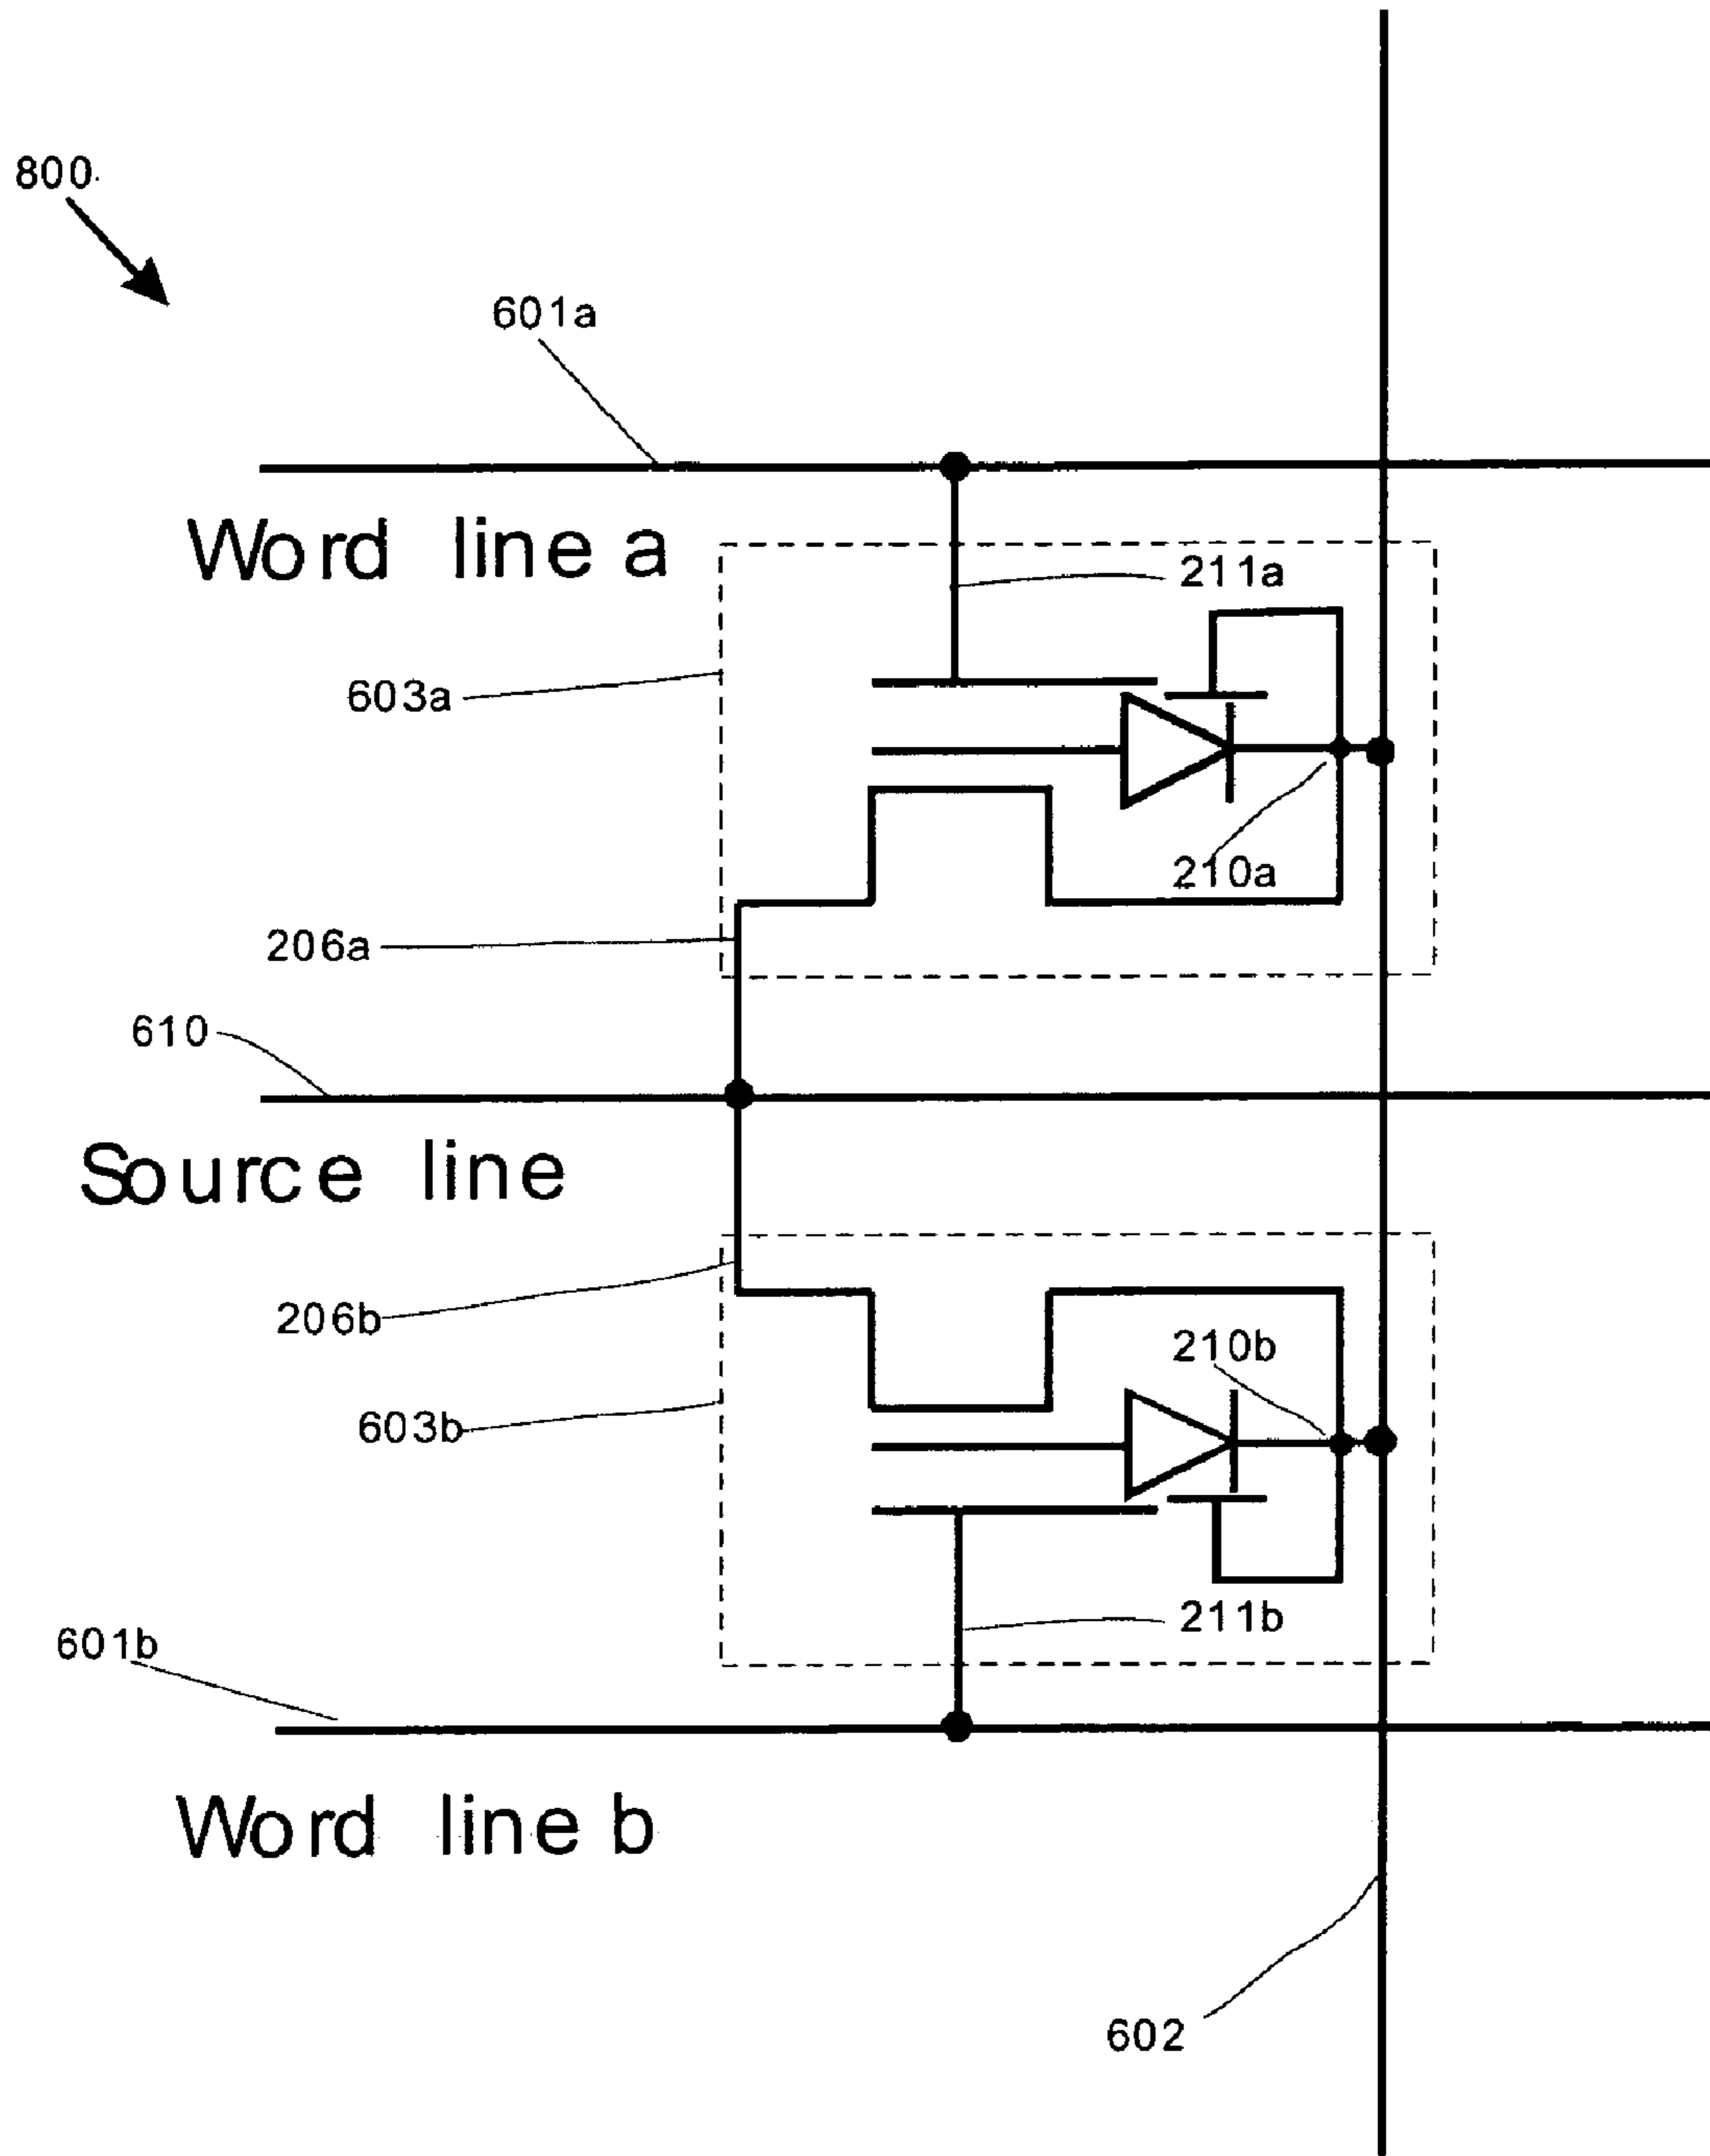 800
601a
Word line a
211a
603a
210a
206a
610
Source line
206b
210b
603b
211b
601b
Word line b
602